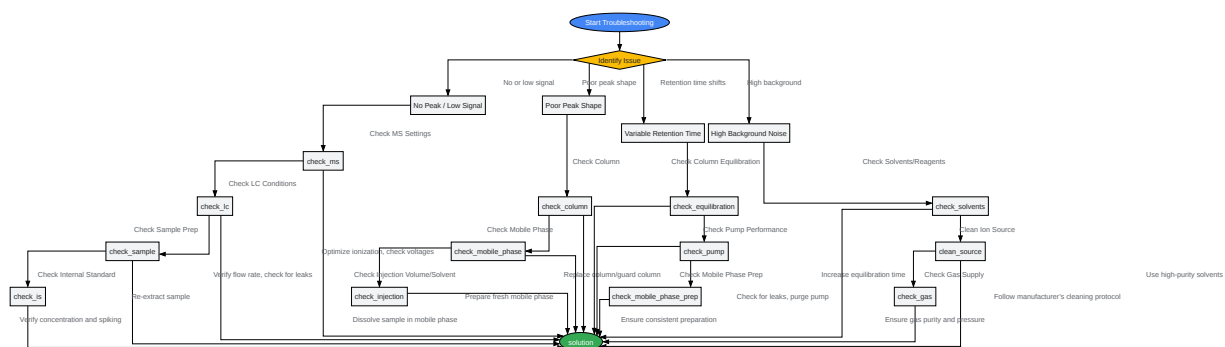 Start Troubleshooting
Identify Issue
No or low signal
Poor peak shape
Retention time shifts
High background
No Peak / Low Signal
Poor Peak Shape
Variable Retention Time
High Background Noise
Check MS Settings
check_ms
Check Column
Check Column Equilibration
Check Solvents/Reagents
Check LC Conditions
check_lc
check_column
check_equilibration
check_solvents
Check Sample Prep
Check Mobile Phase
Check Pump Performance
Clean Ion Source
check_sample
Optimize ionization, check voltages
check_mobile_phase
check_pump
clean_source
Check Internal Standard
Verify flow rate, check for leaks
Check Injection Volume/Solvent
Replace column/guard column
Check Mobile Phase Prep
Increase equilibration time
Check Gas Supply
Use high-purity solvents
check_is
Re-extract sample
check_injection
Prepare fresh mobile phase
check_mobile_phase_prep
Check for leaks, purge pump
check_gas
Follow manufacturer's cleaning protocol
Verify concentration and spiking
Dissolve sample in mobile phase
Ensure consistent preparation
Ensure gas purity and pressure
solution